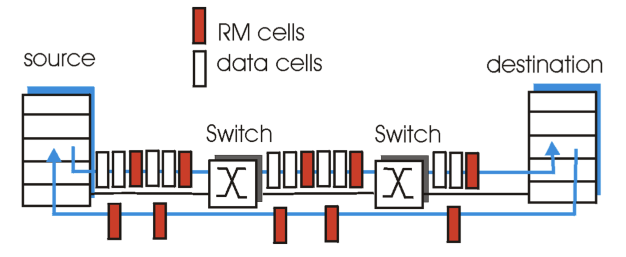 RM cells
data cells
source
destination
Switch
Switch